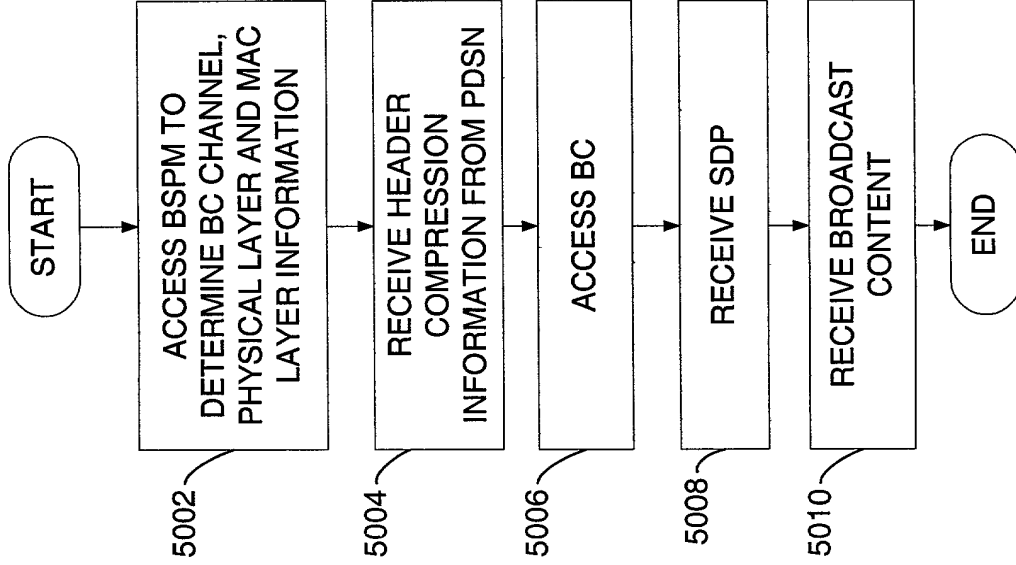 START
5002
ACCESS BSPM TO
DETERMINE BC CHANNEL,
PHYSICAL LAYER AND MAC
LAYER INFORMATION
5004
RECEIVE HEADER
COMPRESSION
INFORMATION FROM PDSN
5006
ACCESS BC
5008
RECEIVE SDP
5010
RECEIVE BROADCAST
CONTENT
END